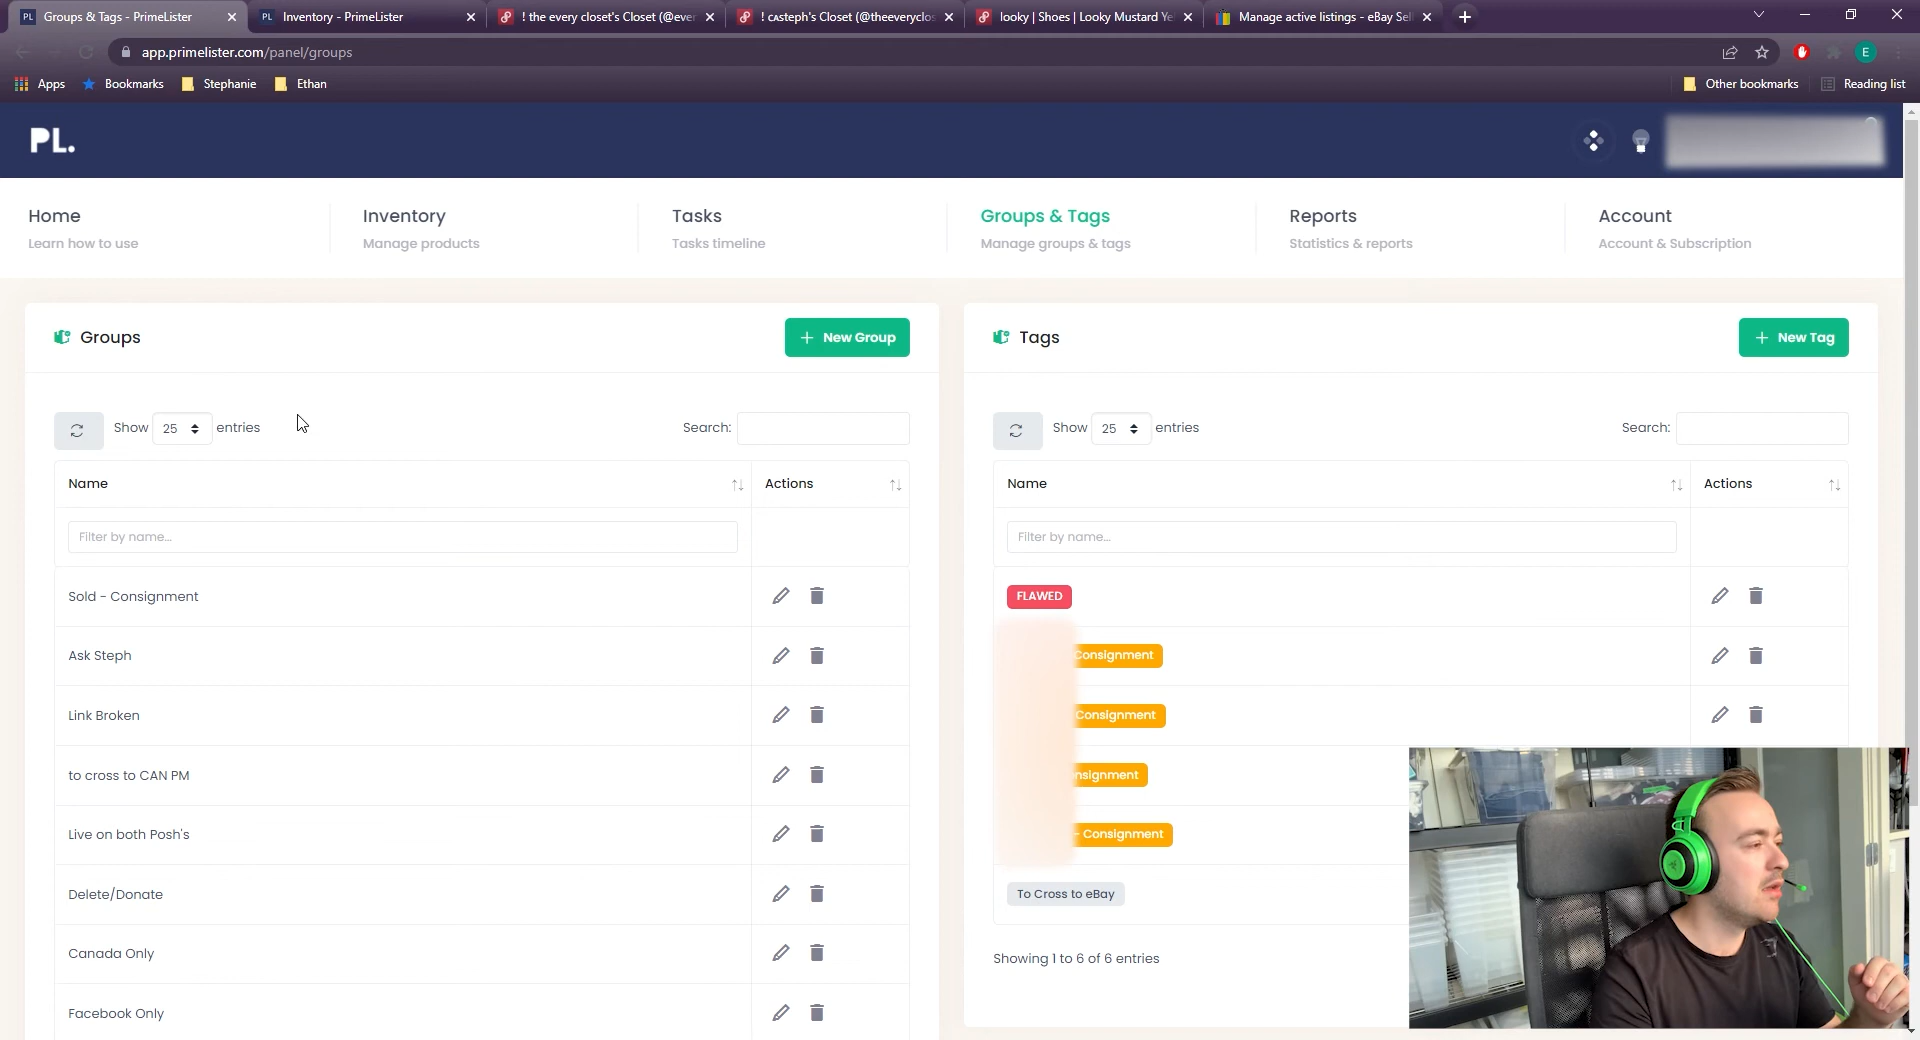 Groups & Tags - PrimeLister
Inventory - PrimeLister
! the every closet's Closet (@ever
! cᴀsteph's Closet (@theeveryclos
looky | Shoes | Looky Mustard Ye
Manage active listings - eBay Sel
app.primelister.com/panel/groups
E
Apps
Bookmarks
Stephanie
Ethan
Other bookmarks
Reading list
PL.
Home
Learn how to use
Inventory
Manage products
Tasks
Tasks timeline
Groups & Tags
Manage groups & tags
Reports
Statistics & reports
Account
Account & Subscription
Groups
+ New Group
Show 25 entries
Search:
Name
Actions
Filter by name...
Sold - Consignment
Ask Steph
Link Broken
to cross to CAN PM
Live on both Posh's
Delete/Donate
Canada Only
Facebook Only
Tags
+ New Tag
Show 25 entries
Search:
Name
Actions
Filter by name...
FLAWED
Consignment
Consignment
nsignment
- Consignment
To Cross to eBay
Showing 1 to 6 of 6 entries